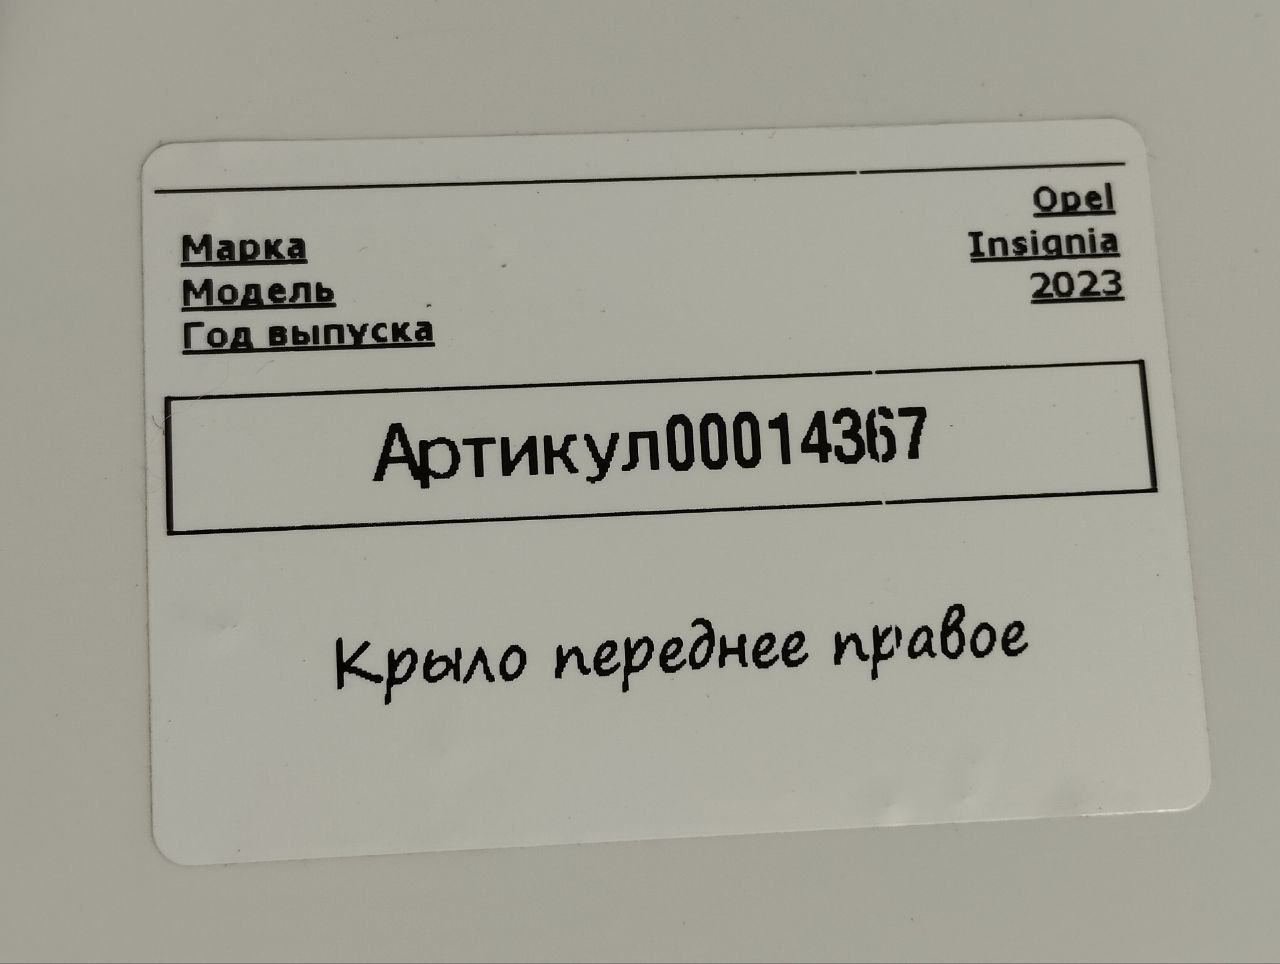 Марка Opel
Модель Insignia
Год выпуска 2023
Артикул00014367
Крыло переднее правое